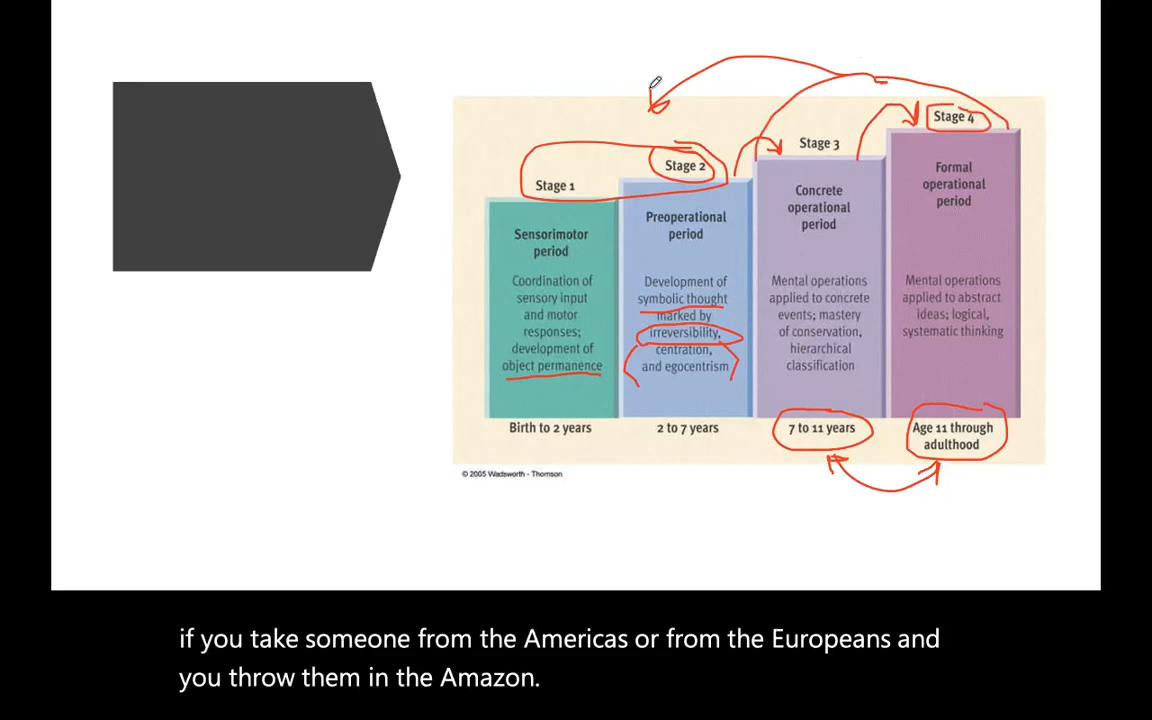 Stage 1
Sensorimotor
period
Coordination of
sensory input
and motor
responses;
development of
object permanence
Birth to 2 years
Stage 2
Preoperational
period
Development of
symbolic thought
marked by
irreversibility,
centration,
and egocentrism
2 to 7 years
Stage 3
Concrete
operational
period
Mental operations
applied to concrete
events; mastery
of conservation,
hierarchical
classification
7 to 11 years
Stage 4
Formal
operational
period
Mental operations
applied to abstract
ideas; logical,
systematic thinking
Age 11 through
adulthood
© 2005 Wadsworth - Thomson
if you take someone from the Americas or from the Europeans and
you throw them in the Amazon.